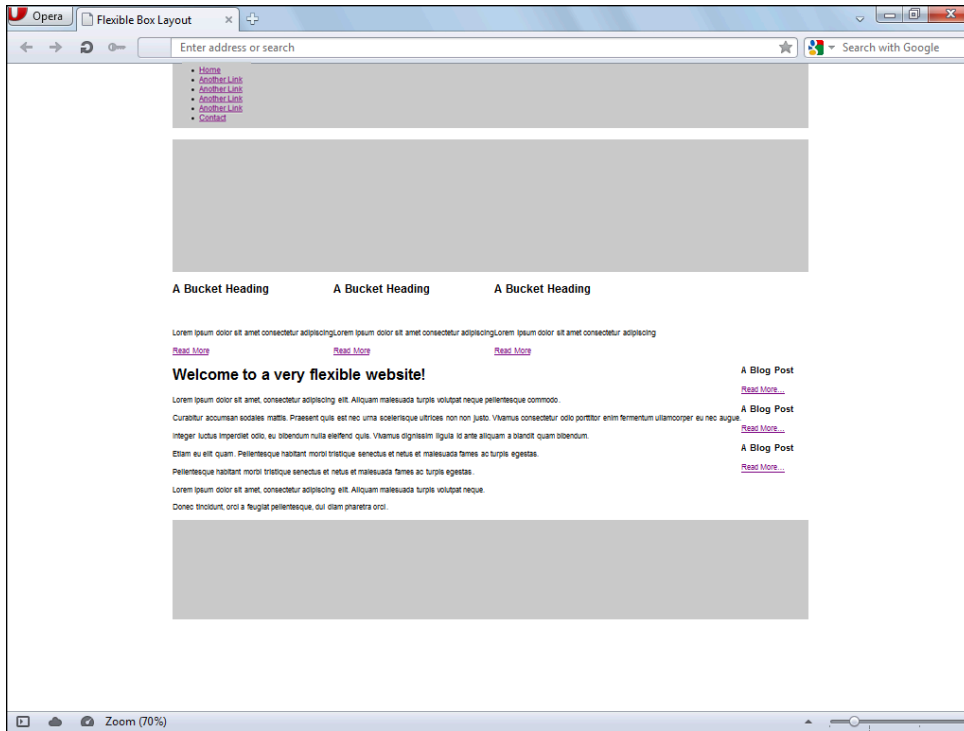 Opera
Flexible Box Layout
Enter address or search
Search with Google
Home
Another Link
Another Link
Another Link
Another Link
Contact
A Bucket Heading A Bucket Heading A Bucket Heading
Lorem ipsum dolor sit amet consectetur adipiscingLorem ipsum dolor sit amet consectetur adipiscingLorem ipsum dolor sit amet consectetur adipiscing
Read More Read More Read More
Welcome to a very flexible website!
Lorem ipsum dolor sit amet, consectetur adipiscing elit. Aliquam malesuada turpis volutpat neque pellentesque commodo.
Curabitur accumsan sodales mattis. Praesent quis est nec urna scelerisque ultrices non non justo. Vivamus consectetur odio porttitor enim fermentum ullamcorper eu nec augue.
Integer luctus imperdiet odio, eu bibendum nulla eleifend quis. Vivamus dignissim ligula id ante aliquam a blandit quam bibendum.
Etiam eu elit quam. Pellentesque habitant morbi tristique senectus et netus et malesuada fames ac turpis egestas.
Pellentesque habitant morbi tristique senectus et netus et malesuada fames ac turpis egestas.
Lorem ipsum dolor sit amet, consectetur adipiscing elit. Aliquam malesuada turpis volutpat neque.
Donec tincidunt, orci a feugiat pellentesque, dui diam pharetra orci.
A Blog Post
Read More...
A Blog Post
Read More...
A Blog Post
Read More...
Zoom (70%)